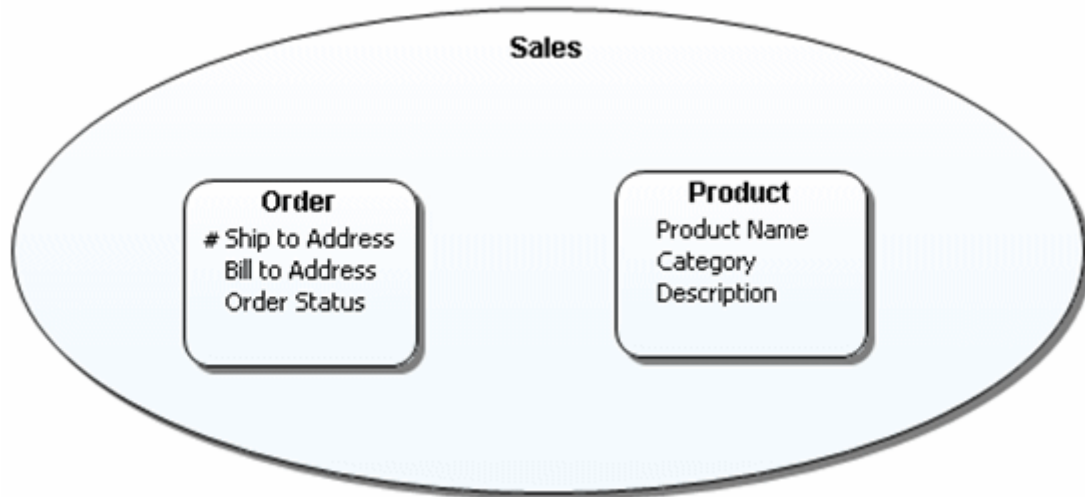 Sales
Order
# Ship to Address
Bill to Address
Order Status
Product
Product Name
Category
Description